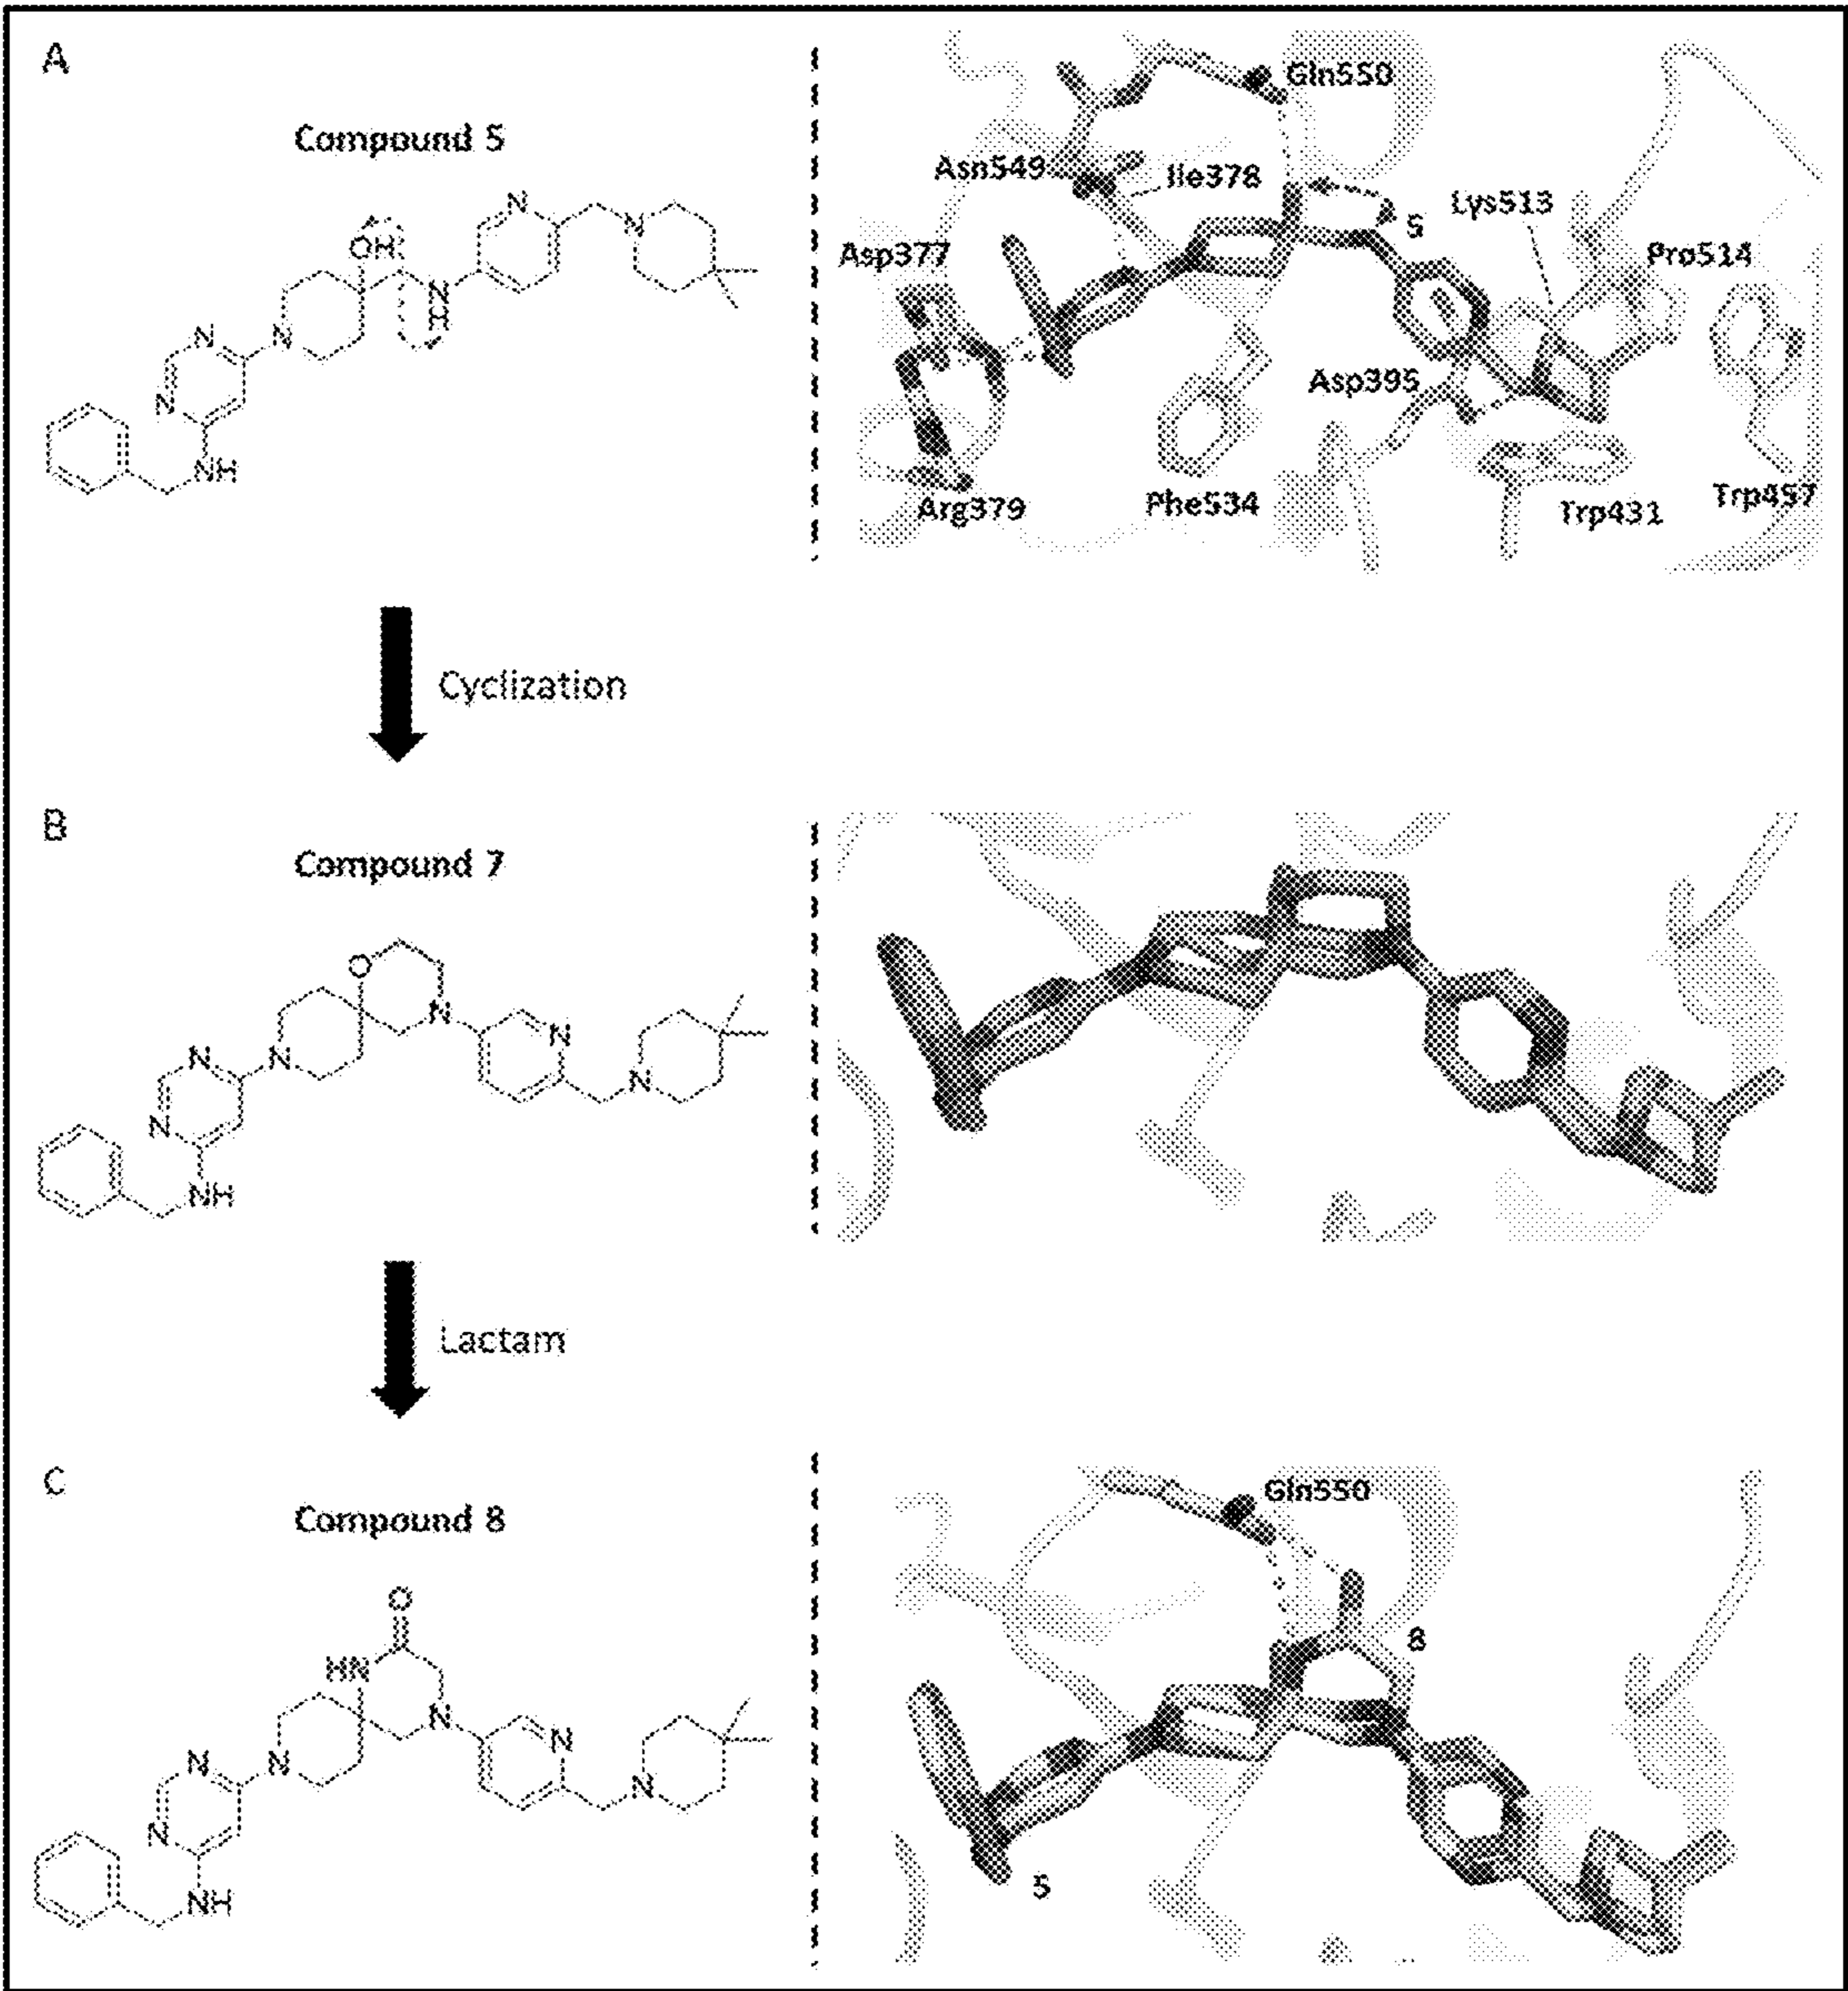 A
Compound 5
OH
N
N
N
H
N
N
N
NH
Gln550
Asn549
Ile378
Lys513
5
Asp377
Pro514
Asp395
Arg379
Phe534
Trp431
Trp457
Cyclization
B
Compound 7
O
N
N
N
N
N
N
NH
Lactam
C
Compound 8
O
HN
N
N
N
N
N
N
NH
Gln550
8
5